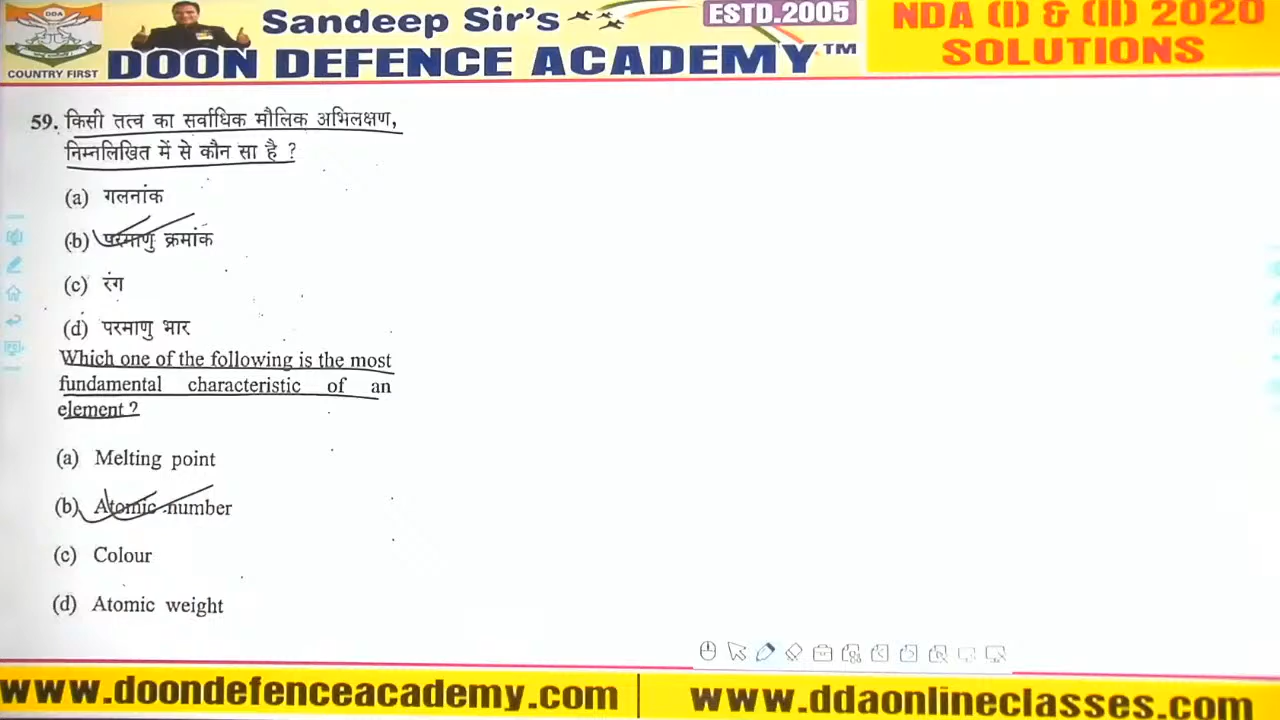 DDA
COUNTRY FIRST
Sandeep Sir's
ESTD.2005
DOON DEFENCE ACADEMY™
NDA (I) & (II) 2020
SOLUTIONS
59. किसी तत्व का सर्वाधिक मौलिक अभिलक्षण,
निम्नलिखित में से कौन सा है ?
(a) गलनांक
(b) परमाणु क्रमांक
(c) रंग
(d) परमाणु भार
Which one of the following is the most
fundamental characteristic of an
element ?
(a) Melting point
(b) Atomic number
(c) Colour
(d) Atomic weight
www.doondefenceacademy.com
www.ddaonlineclasses.com